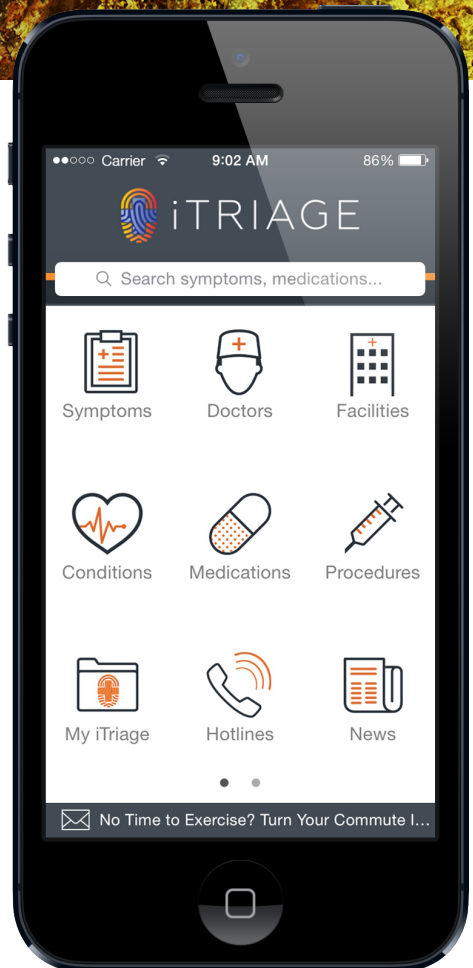 Carrier 9:02 AM 86%
iTRIAGE
Search symptoms, medications...
Symptoms Doctors Facilities
Conditions Medications Procedures
My iTriage Hotlines News
No Time to Exercise? Turn Your Commute I...